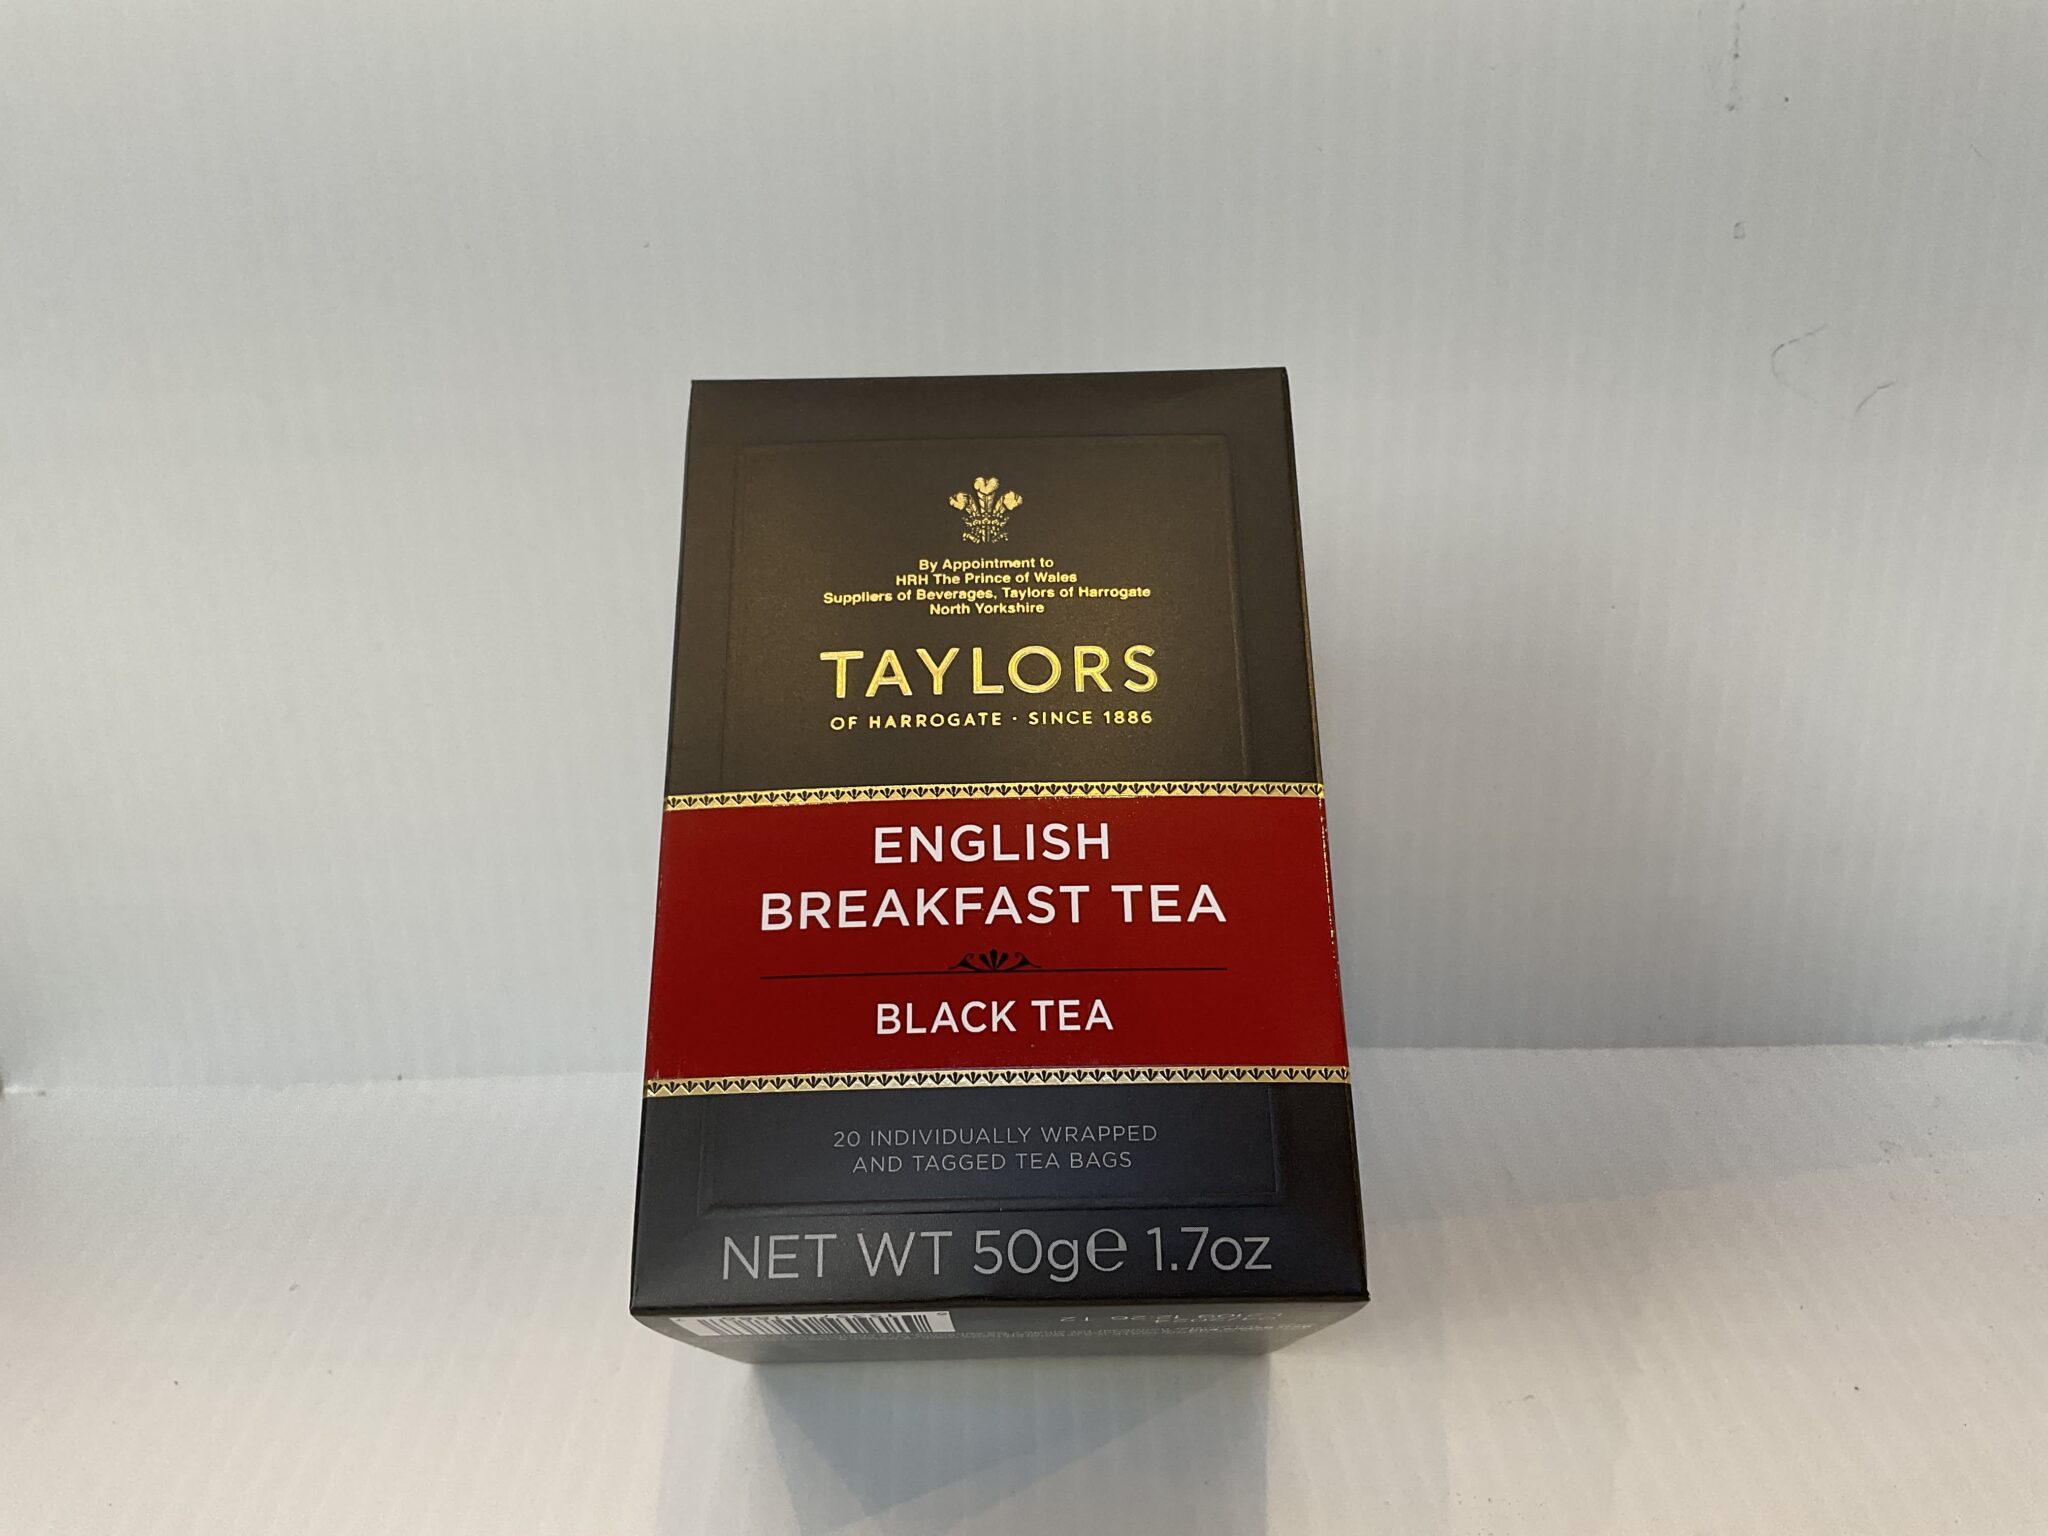 By Appointment to
HRH The Prince of Wales
Suppliers of Beverages, Taylors of Harrogate
North Yorkshire
TAYLORS
OF HARROGATE · SINCE 1886
ENGLISH
BREAKFAST TEA
BLACK TEA
20 INDIVIDUALLY WRAPPED
AND TAGGED TEA BAGS
NET WT 50g℮ 1.7oz